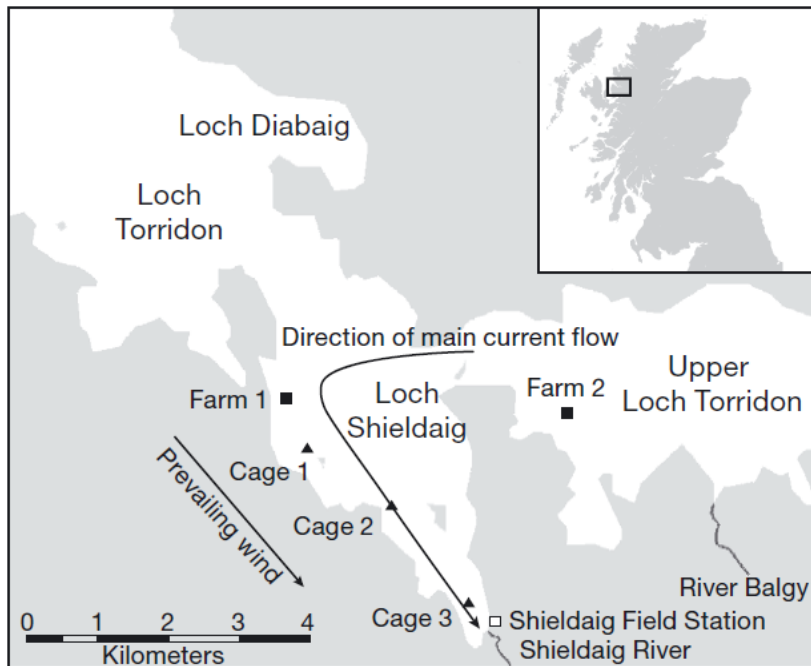 Loch Diabaig
Loch
Torridon
Direction of main current flow
Upper
Loch Torridon
Farm 1
Loch
Shieldaig
Farm 2
Cage 1
Prevailing wind
Cage 2
River Balgy
Cage 3
Shieldaig Field Station
Shieldaig River
0 1 2 3 4
Kilometers